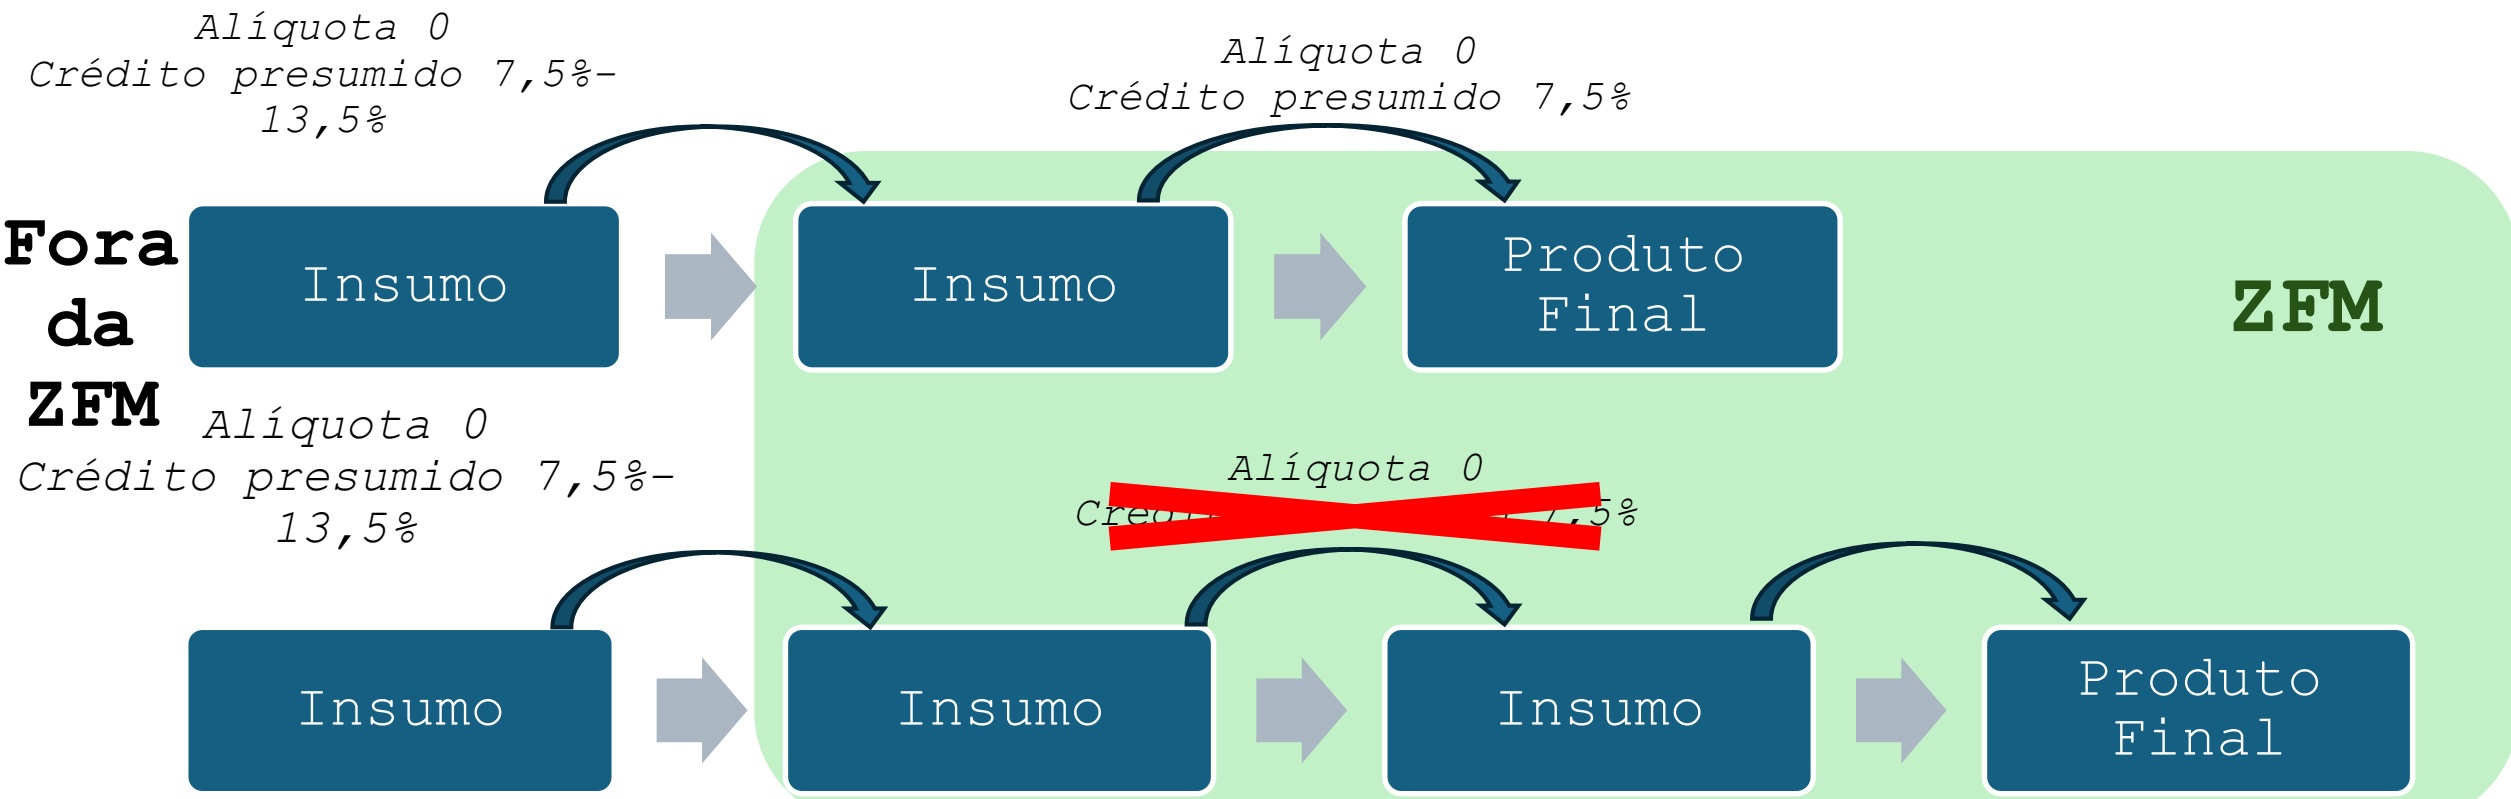 Alíquota 0
Crédito presumido 7,5%-
13,5%
Alíquota 0
Crédito presumido 7,5%
Fora
da
ZFM
Insumo
Insumo
Produto
Final
ZFM
Alíquota 0
Crédito presumido 7,5%-
13,5%
Alíquota 0
7,5%
Insumo
Insumo
Insumo
Produto
Final